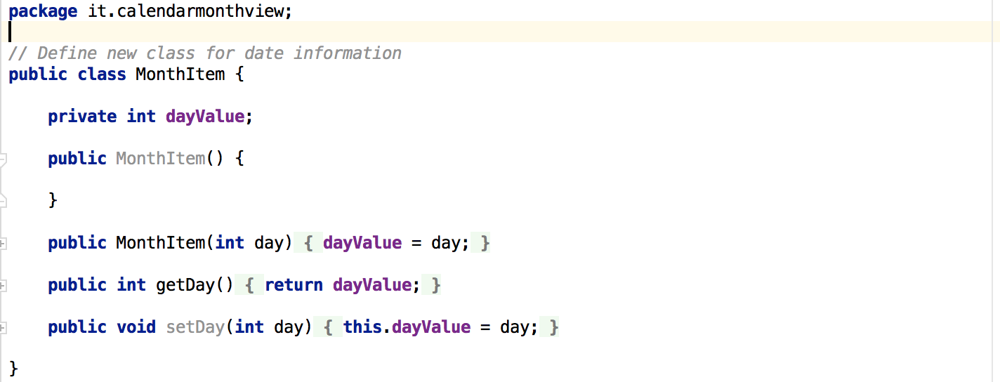 package it.calendarmonthview;
// Define new class for date information
public class MonthItem {
private int dayValue;
public MonthItem() {
}
public MonthItem(int day) { dayValue = day; }
public int getDay() { return dayValue; }
public void setDay(int day) { this.dayValue = day; }
}